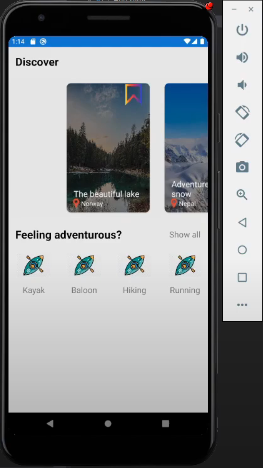 1:14
Discover
The beautiful lake
Norway
Adventure
snow
Nepal
Feeling adventurous?
Show all
Kayak
Baloon
Hiking
Running